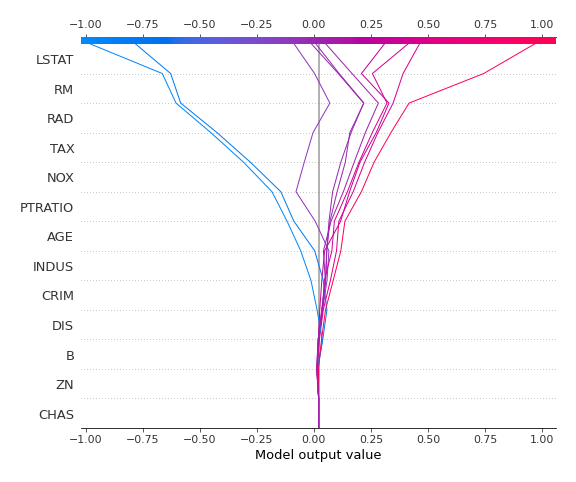 −1.00 −0.75 −0.50 −0.25 0.00 0.25 0.50 0.75 1.00
LSTAT
RM
RAD
TAX
NOX
PTRATIO
AGE
INDUS
CRIM
DIS
B
ZN
CHAS
−1.00 −0.75 −0.50 −0.25 0.00 0.25 0.50 0.75 1.00
Model output value